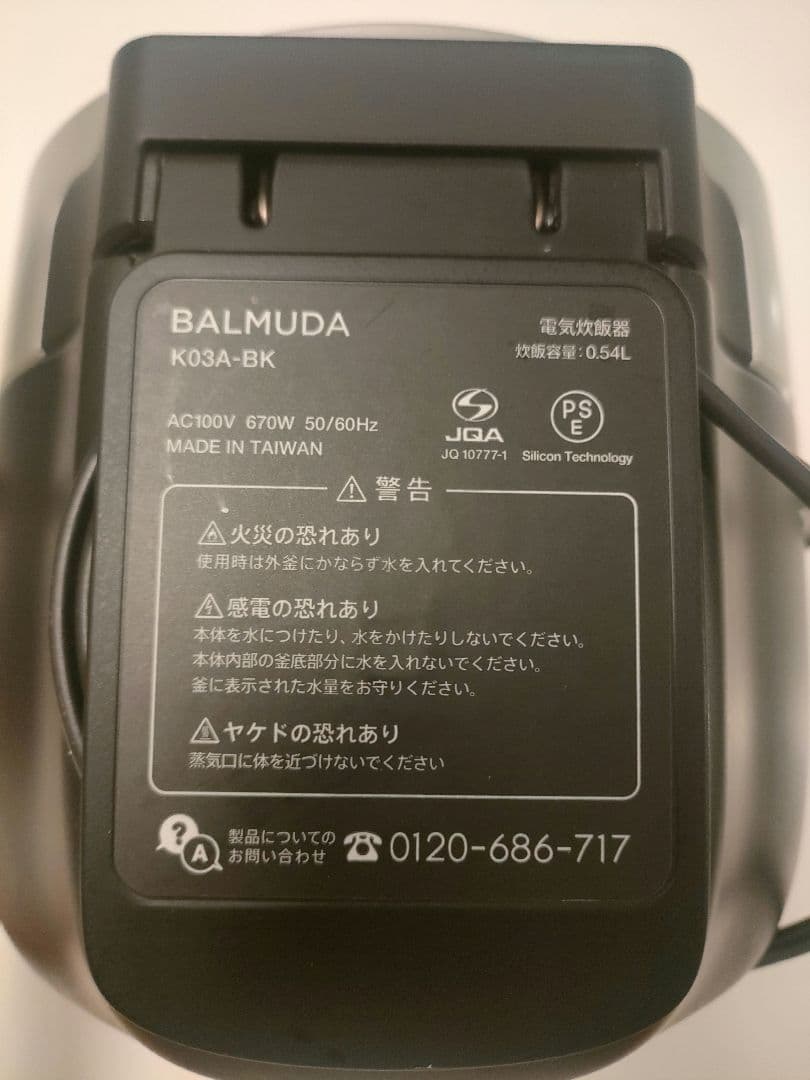 BALMUDA
電気炊飯器
K03A-BK
炊飯容量:0.54L
AC100V 670W 50/60Hz
MADE IN TAIWAN
JQA
JQ 10777-1
PS
E
Silicon Technology
警告
火災の恐れあり
使用時は外釜にかならず水を入れてください。
感電の恐れあり
本体を水につけたり、水をかけたりしないでください。
本体内部の釜底部分に水を入れないでください。
釜に表示された水量をお守りください。
ヤケドの恐れあり
蒸気口に体を近づけないでください
?
A
製品についての
お問い合わせ
0120-686-717